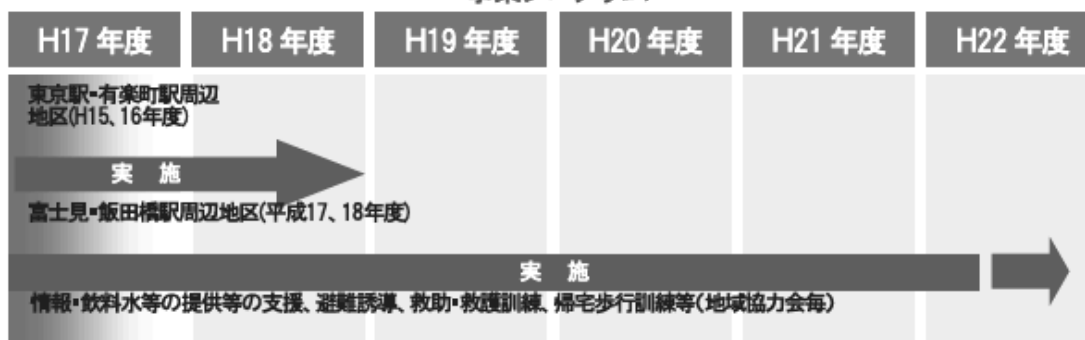 H17 年度 H18 年度 H19 年度 H20 年度 H21 年度 H22 年度
東京駅・有楽町駅周辺
地区(H15、16年度)
実 施
富士見・飯田橋駅周辺地区(平成17、18年度)
実 施
情報・飲料水等の提供等の支援、避難誘導、救助・救護訓練、帰宅歩行訓練等(地域協力会毎)